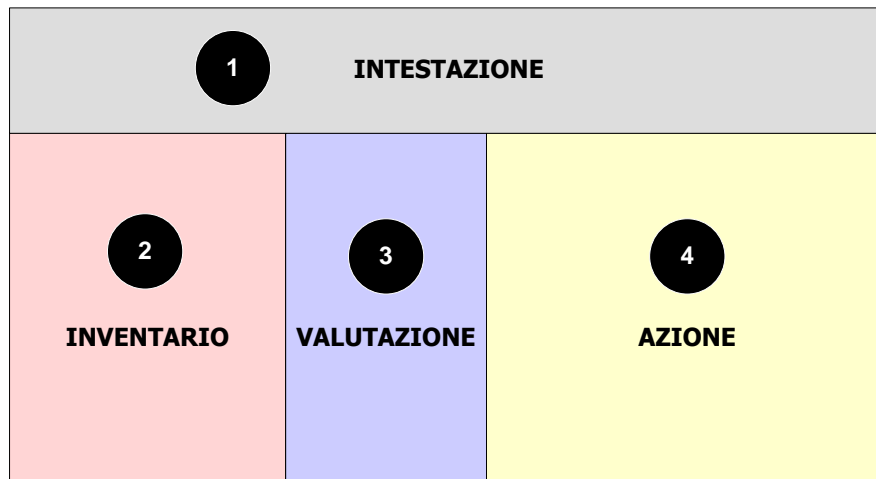 1
INTESTAZIONE
2
3
4
INVENTARIO
VALUTAZIONE
AZIONE